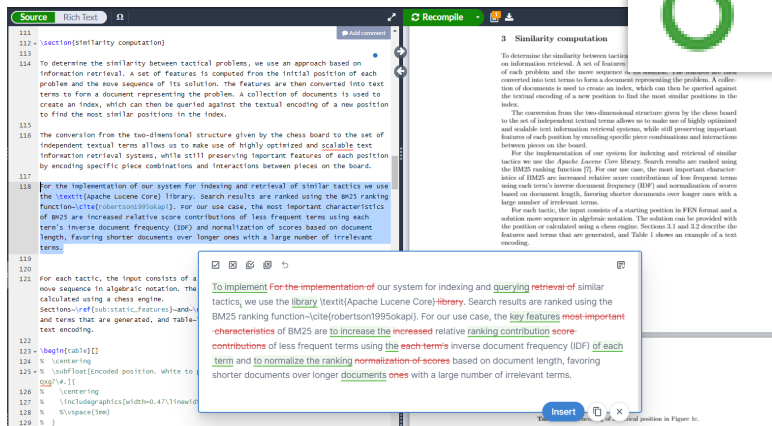 Source Rich Text Ω
Recompile
111
Add comment
112 \section{Similarity computation}
113
114 To determine the similarity between tactical problems, we use an approach based on
information retrieval. A set of features is computed from the initial position of each
problem and the move sequence of its solution. The features are then converted into text
terms to form a document representing the problem. A collection of documents is used to
create an index, which can then be queried against the textual encoding of a new position
to find the most similar positions in the index.
115
116 The conversion from the two-dimensional structure given by the chess board to the set of
independent textual terms allows us to make use of highly optimized and scalable text
information retrieval systems, while still preserving important features of each position
by encoding specific piece combinations and interactions between pieces on the board.
117
118 For the implementation of our system for indexing and retrieval of similar tactics we use
the \textit{Apache Lucene Core} library. Search results are ranked using the BM25 ranking
function~\cite{robertson1995okapi}. For our use case, the most important characteristics
of BM25 are increased relative score contributions of less frequent terms using each
term's inverse document frequency (IDF) and normalization of scores based on document
length, favoring shorter documents over longer ones with a large number of irrelevant
terms.
119
120
121 For each tactic, the input consists of a
move sequence in algebraic notation. The
calculated using a chess engine.
Sections~\ref{sub:static_features}~and~
and terms that are generated, and Table~
text encoding.
122
123 \begin{table}[]
124 % \centering
125 % \subfloat[Encoded position. White to
126 % \centering
127 % \includegraphics[width=0.47\linewid
128 % %\vspace{5mm}
129 % }
3 Similarity computation
To determine the similarity between tactica
on information retrieval. A set of features
of each problem and the move sequence of its solution. The features are then
converted into text terms to form a document representing the problem. A collec-
tion of documents is used to create an index, which can then be queried against
the textual encoding of a new position to find the most similar positions in the
index.
The conversion from the two-dimensional structure given by the chess board
to the set of independent textual terms allows us to make use of highly optimized
and scalable text information retrieval systems, while still preserving important
features of each position by encoding specific piece combinations and interactions
between pieces on the board.
For the implementation of our system for indexing and retrieval of similar
tactics we use the Apache Lucene Core library. Search results are ranked using
the BM25 ranking function [7]. For our use case, the most important character-
istics of BM25 are increased relative score contributions of less frequent terms
using each term's inverse document frequency (IDF) and normalization of scores
based on document length, favoring shorter documents over longer ones with a
large number of irrelevant terms.
For each tactic, the input consists of a starting position in FEN format and a
solution move sequence in algebraic notation. The solution can be provided with
the position or calculated using a chess engine. Sections 3.1 and 3.2 describe the
features and terms that are generated, and Table 1 shows an example of a text
encoding.
To implement For the implementation of our system for indexing and querying retrieval of similar
tactics, we use the library \textit{Apache Lucene Core} library. Search results are ranked using the
BM25 ranking function~\cite{robertson1995okapi}. For our use case, the key features most important
characteristics of BM25 are to increase the increased relative ranking contribution score
contributions of less frequent terms using the each term's inverse document frequency (IDF) of each
term and to normalize the ranking normalization of scores based on document length, favoring
shorter documents over longer documents ones with a large number of irrelevant terms.
Insert
position in Figure 1c.